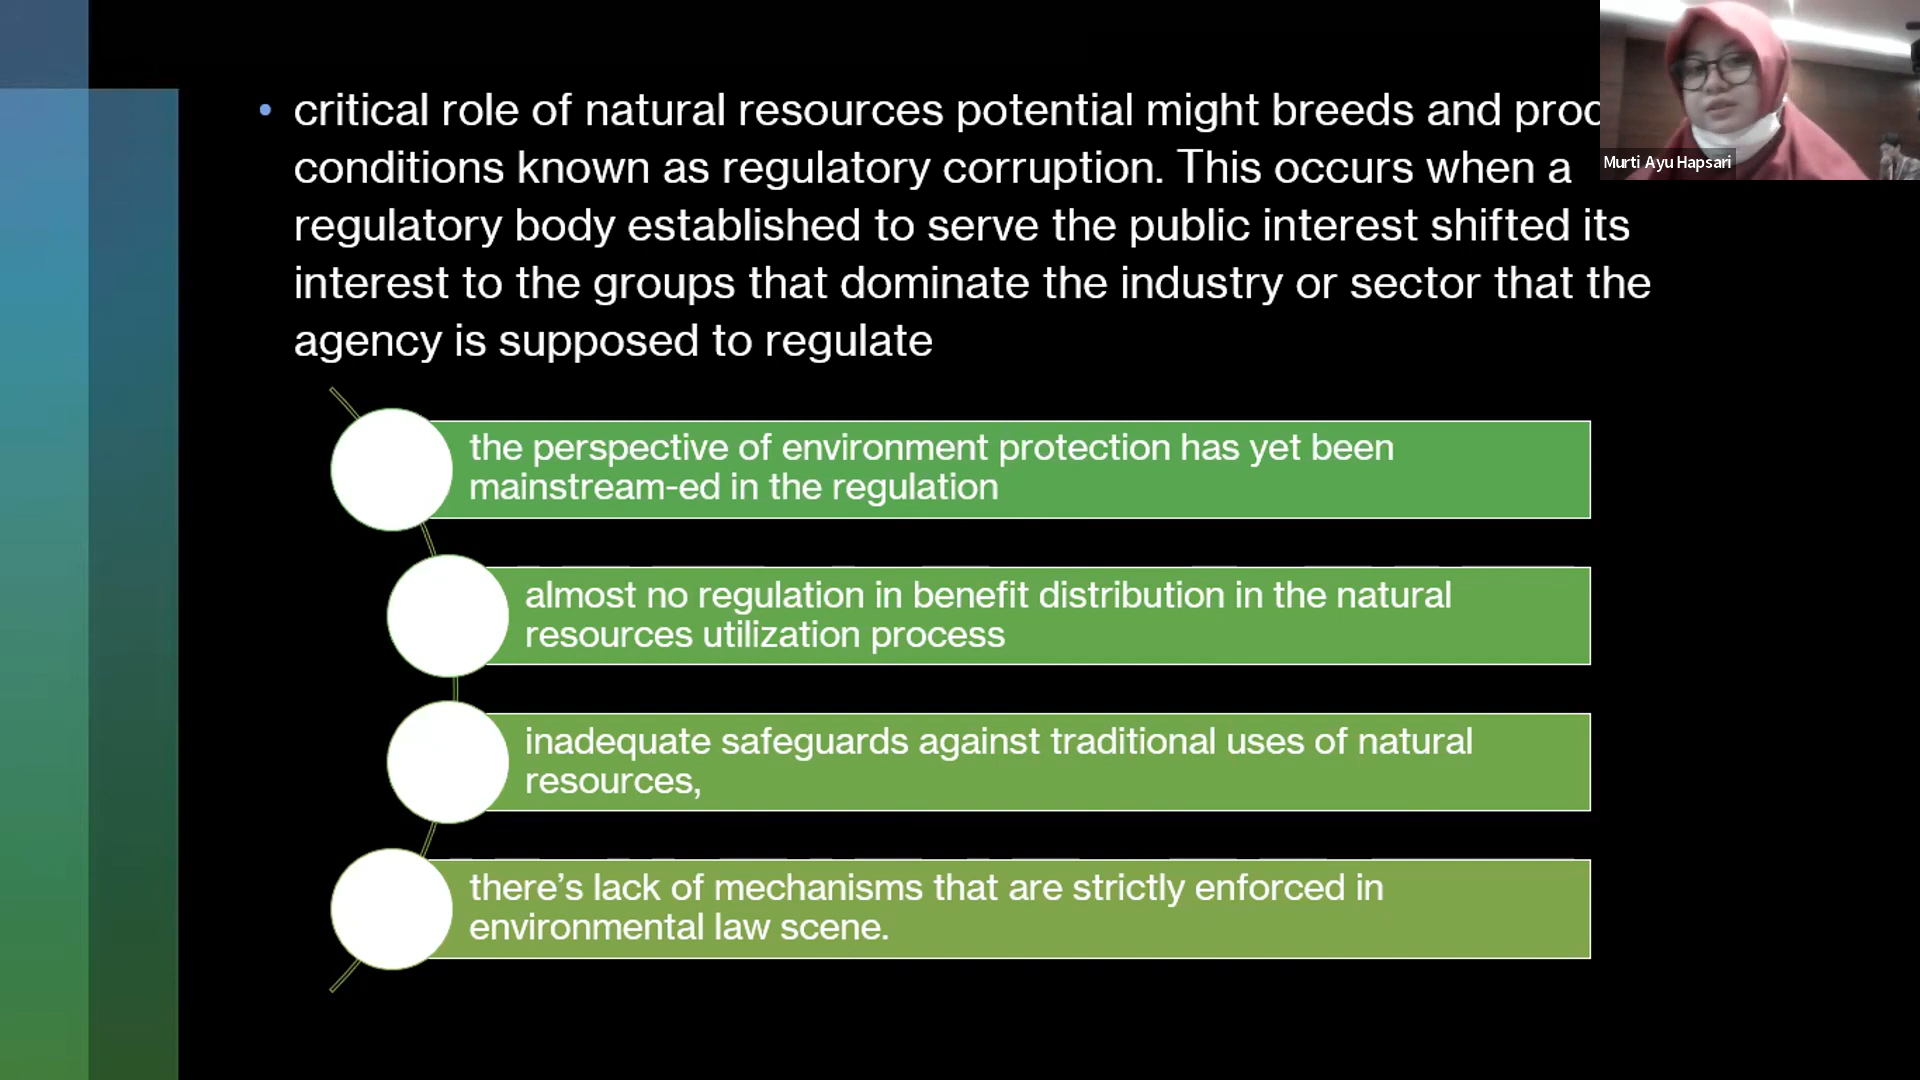 critical role of natural resources potential might breeds and
conditions known as regulatory corruption. This occurs when a
regulatory body established to serve the public interest shifted its
interest to the groups that dominate the industry or sector that the
agency is supposed to regulate
Murti Ayu Hapsari
the perspective of environment protection has yet been
mainstream-ed in the regulation
almost no regulation in benefit distribution in the natural
resources utilization process
inadequate safeguards against traditional uses of natural
resources,
there’s lack of mechanisms that are strictly enforced in
environmental law scene.